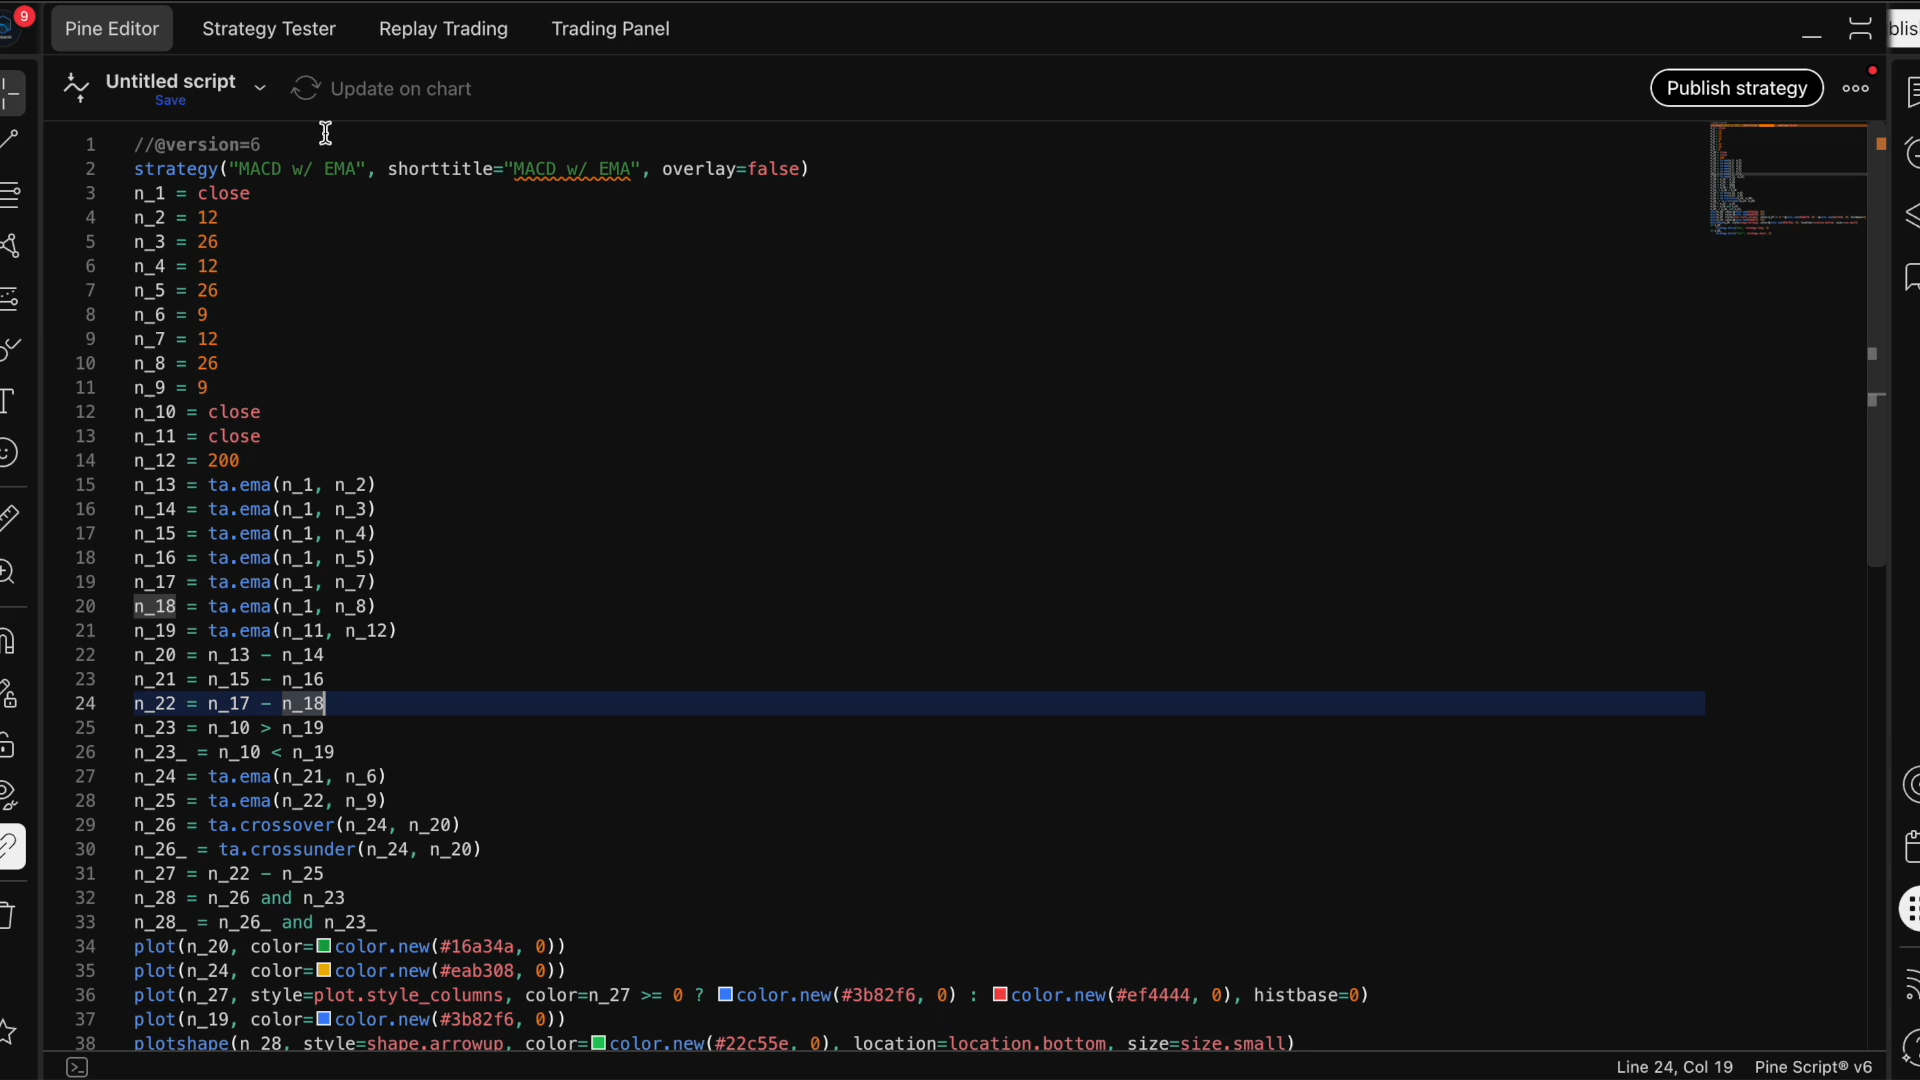 9
Pine Editor Strategy Tester Replay Trading Trading Panel
blis
Untitled script
Save
Update on chart
Publish strategy
1 //@version=6
2 strategy("MACD w/ EMA", shorttitle="MACD w/ EMA", overlay=false)
3 n_1 = close
4 n_2 = 12
5 n_3 = 26
6 n_4 = 12
7 n_5 = 26
8 n_6 = 9
9 n_7 = 12
10 n_8 = 26
11 n_9 = 9
12 n_10 = close
13 n_11 = close
14 n_12 = 200
15 n_13 = ta.ema(n_1, n_2)
16 n_14 = ta.ema(n_1, n_3)
17 n_15 = ta.ema(n_1, n_4)
18 n_16 = ta.ema(n_1, n_5)
19 n_17 = ta.ema(n_1, n_7)
20 n_18 = ta.ema(n_1, n_8)
21 n_19 = ta.ema(n_11, n_12)
22 n_20 = n_13 - n_14
23 n_21 = n_15 - n_16
24 n_22 = n_17 - n_18
25 n_23 = n_10 > n_19
26 n_23_ = n_10 < n_19
27 n_24 = ta.ema(n_21, n_6)
28 n_25 = ta.ema(n_22, n_9)
29 n_26 = ta.crossover(n_24, n_20)
30 n_26_ = ta.crossunder(n_24, n_20)
31 n_27 = n_22 - n_25
32 n_28 = n_26 and n_23
33 n_28_ = n_26_ and n_23_
34 plot(n_20, color=color.new(#16a34a, 0))
35 plot(n_24, color=color.new(#eab308, 0))
36 plot(n_27, style=plot.style_columns, color=n_27 >= 0 ? color.new(#3b82f6, 0) : color.new(#ef4444, 0), histbase=0)
37 plot(n_19, color=color.new(#3b82f6, 0))
38 plotshape(n_28, style=shape.arrowup, color=color.new(#22c55e, 0), location=location.bottom, size=size.small)
Line 24, Col 19 Pine Script® v6